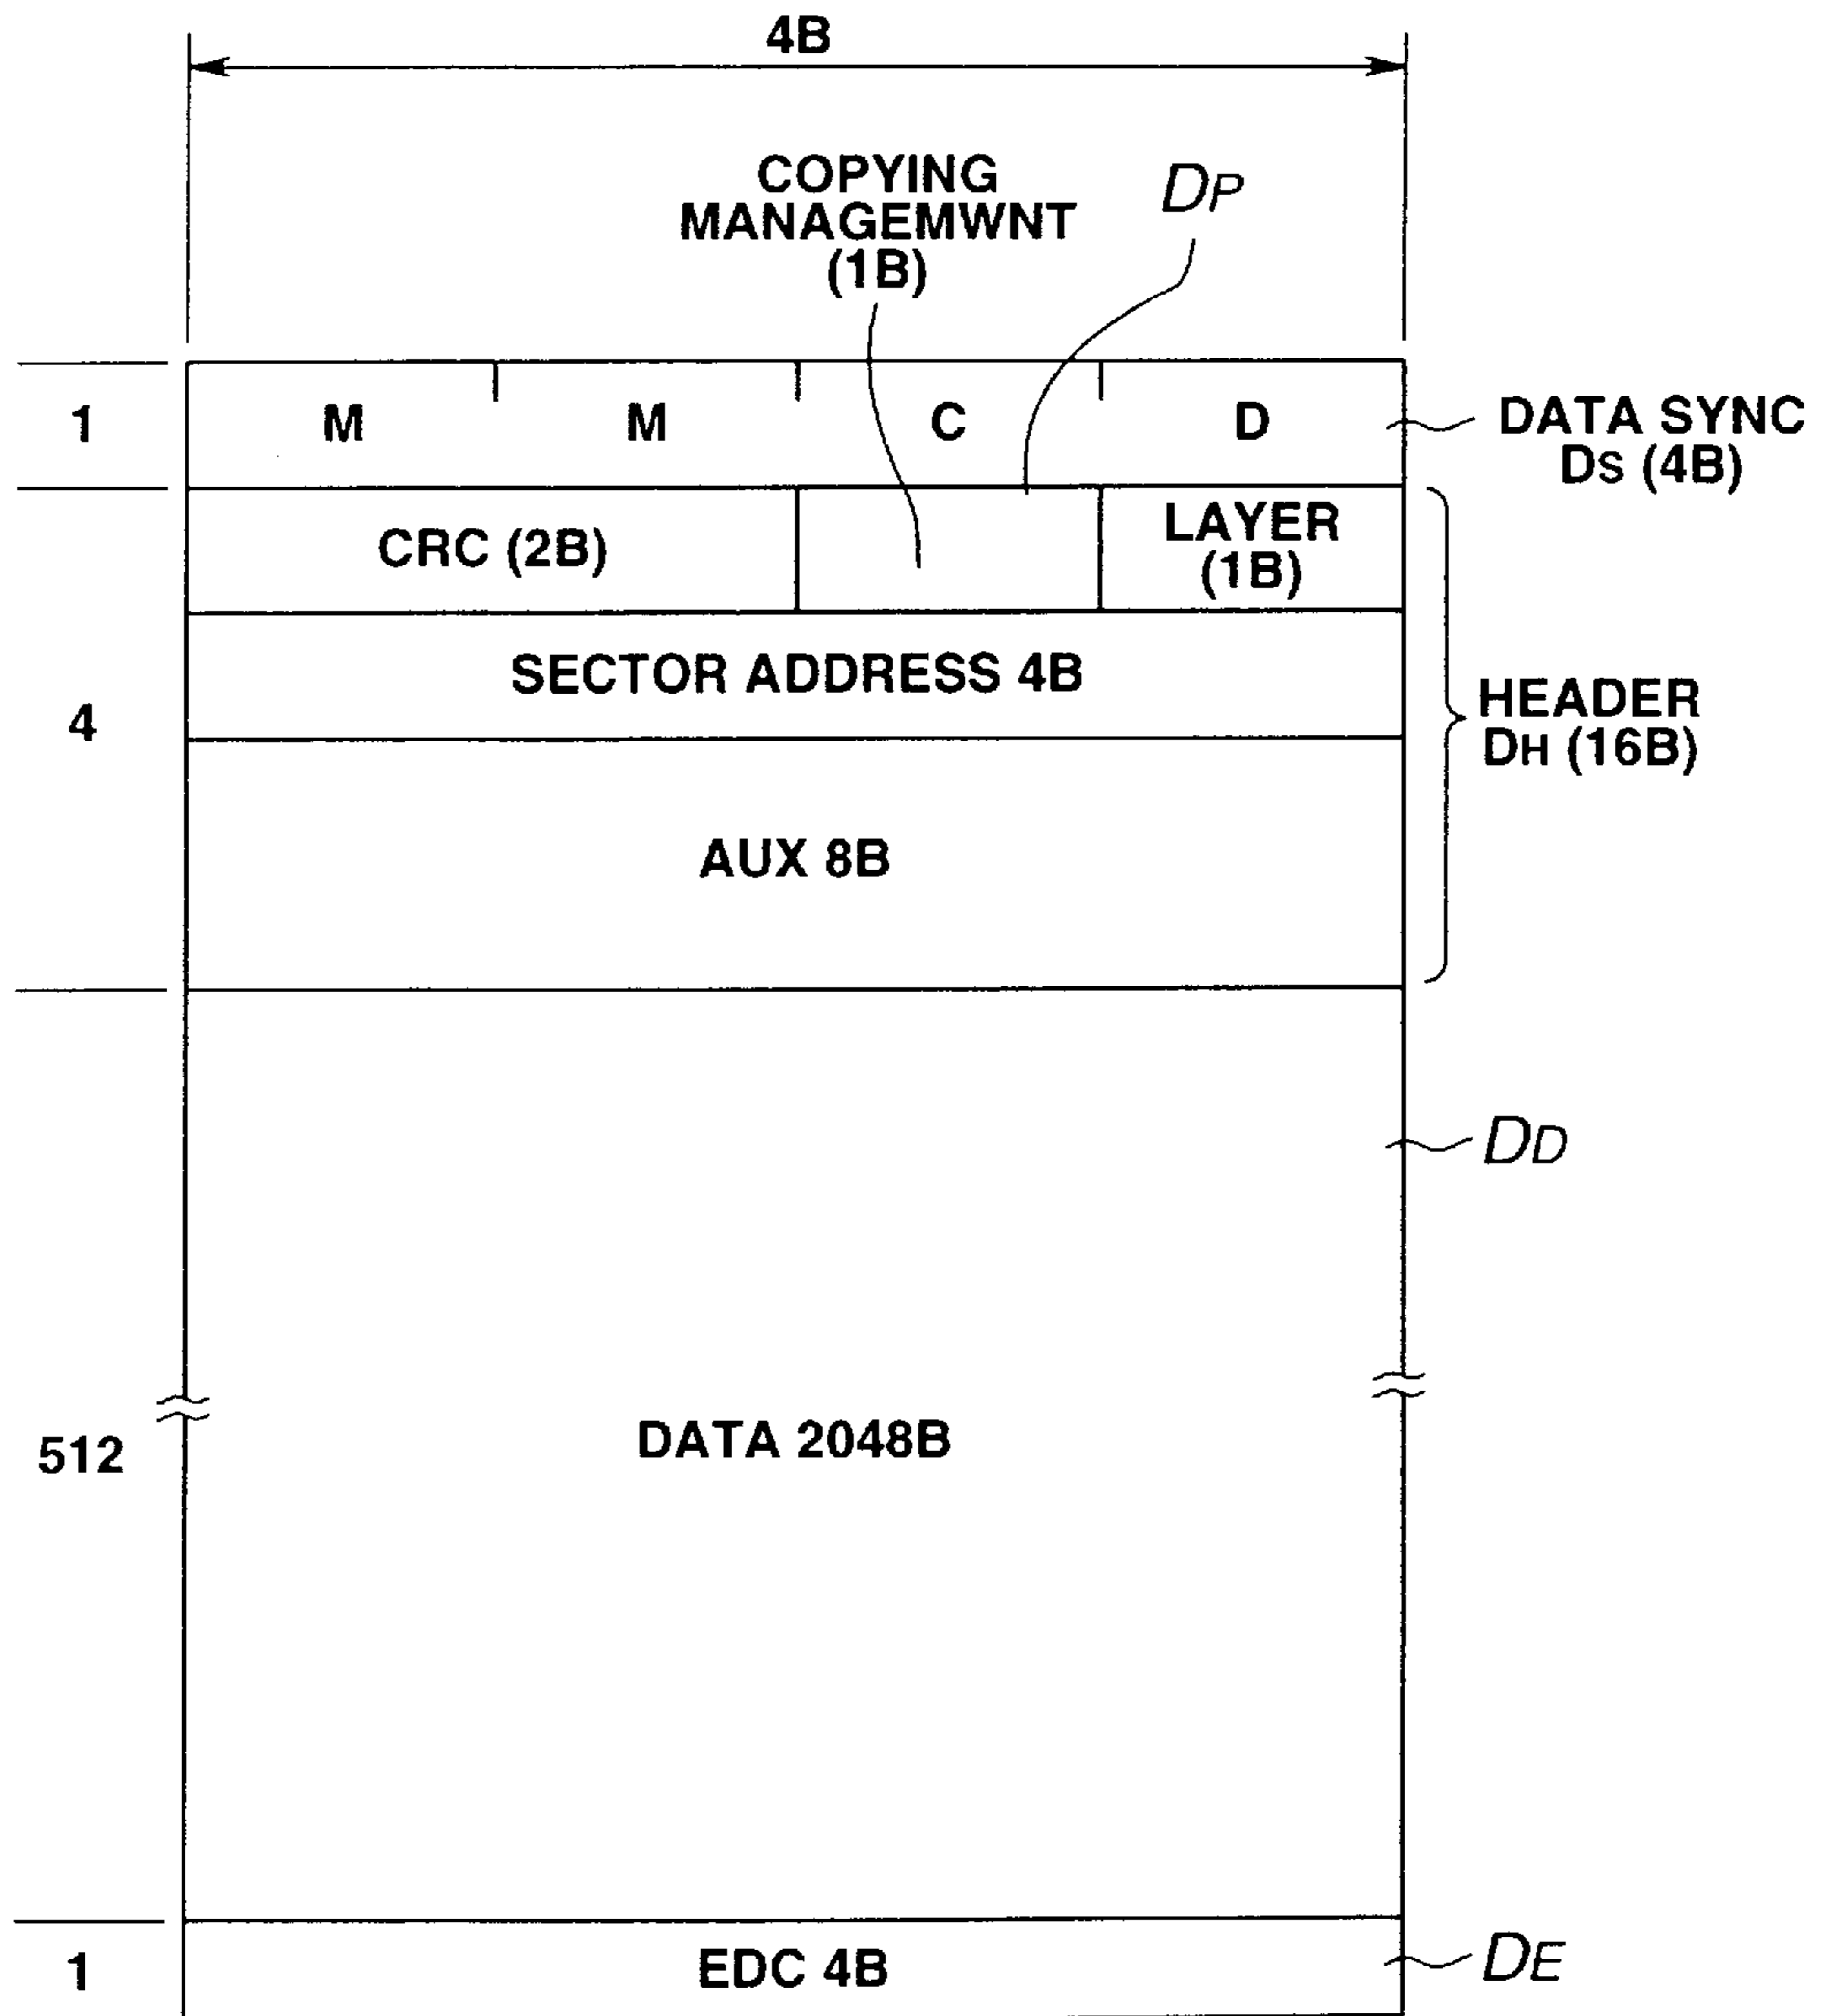 4B
COPYING
MANAGEMWNT
(1B)
DP
1
M M C D
DATA SYNC
DS (4B)
CRC (2B)
LAYER
(1B)
SECTOR ADDRESS 4B
4
HEADER
DH (16B)
AUX 8B
DD
512
DATA 2048B
1
EDC 4B
DE